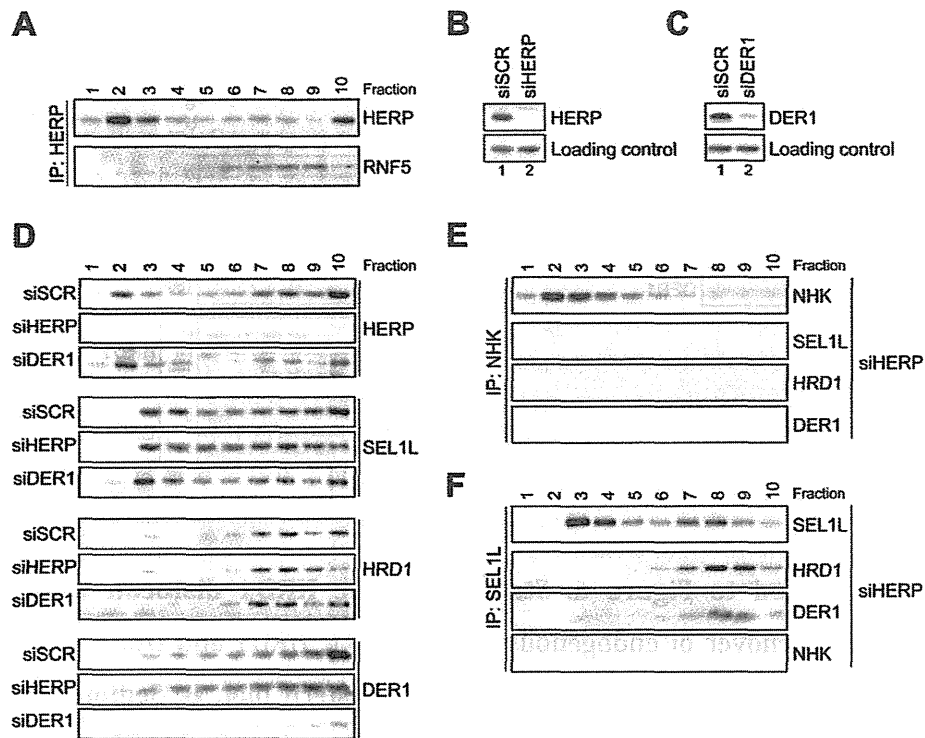 A
1 2 3 4 5 6 7 8 9 10 Fraction
IP: HERP
HERP
RNF5
B
siSCR
siHERP
HERP
Loading control
1 2
C
siSCR
siDER1
DER1
Loading control
1 2
D
1 2 3 4 5 6 7 8 9 10 Fraction
siSCR
siHERP
siDER1
HERP
siSCR
siHERP
siDER1
SEL1L
siSCR
siHERP
siDER1
HRD1
siSCR
siHERP
siDER1
DER1
E
1 2 3 4 5 6 7 8 9 10 Fraction
IP: NHK
NHK
SEL1L
HRD1
DER1
siHERP
F
1 2 3 4 5 6 7 8 9 10 Fraction
IP: SEL1L
SEL1L
HRD1
DER1
NHK
siHERP